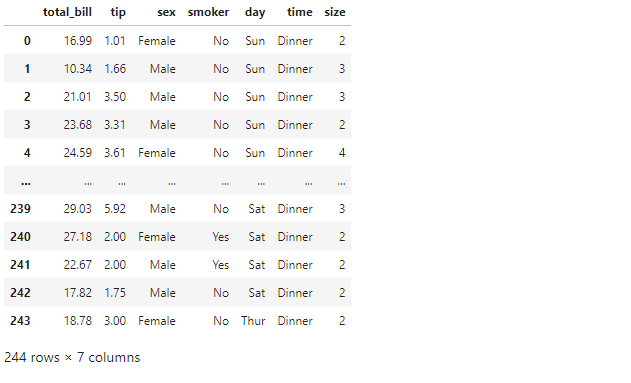 total_bill tip sex smoker day time size
0 16.99 1.01 Female No Sun Dinner 2
1 10.34 1.66 Male No Sun Dinner 3
2 21.01 3.50 Male No Sun Dinner 3
3 23.68 3.31 Male No Sun Dinner 2
4 24.59 3.61 Female No Sun Dinner 4
... ... ... ... ... ... ... ...
239 29.03 5.92 Male No Sat Dinner 3
240 27.18 2.00 Female Yes Sat Dinner 2
241 22.67 2.00 Male Yes Sat Dinner 2
242 17.82 1.75 Male No Sat Dinner 2
243 18.78 3.00 Female No Thur Dinner 2
244 rows × 7 columns